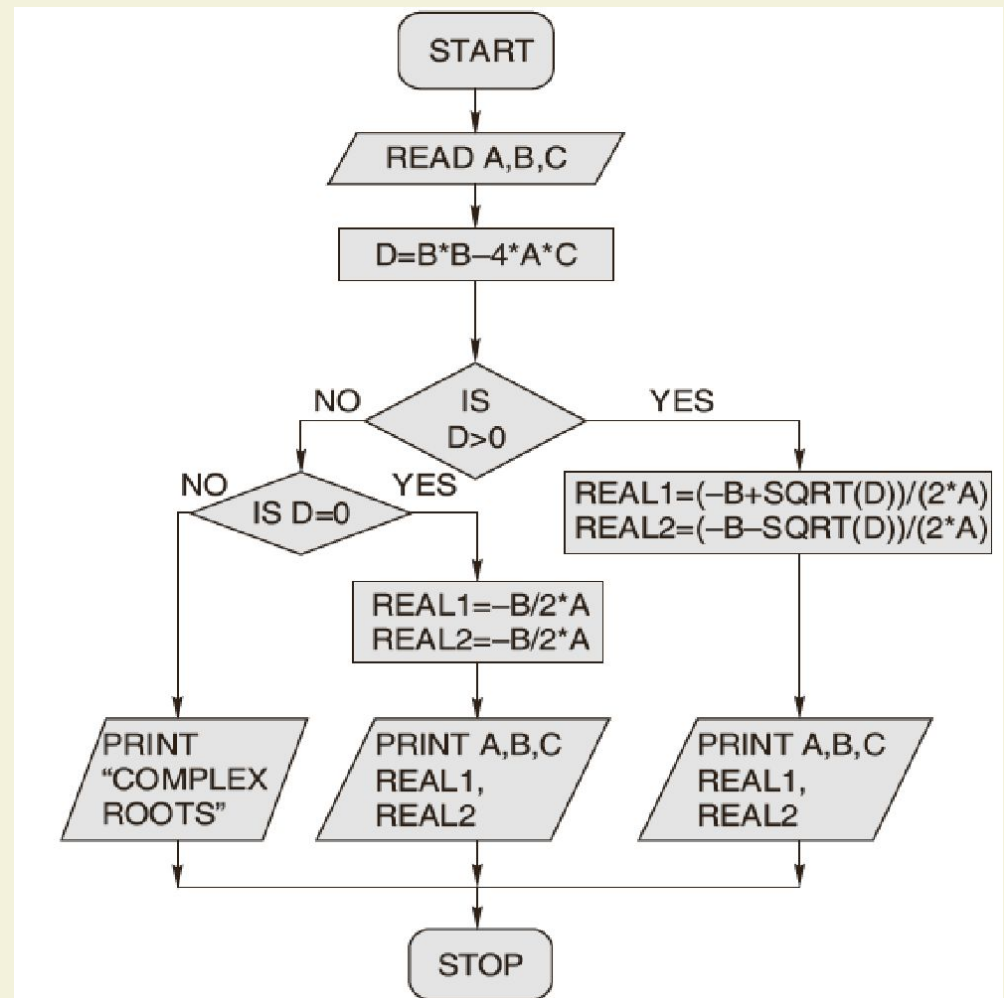 START
READ A,B,C
D=B*B–4*A*C
IS
D>0
NO
YES
IS D=0
NO
YES
REAL1=(–B+SQRT(D))/(2*A)
REAL2=(–B–SQRT(D))/(2*A)
REAL1=–B/2*A
REAL2=–B/2*A
PRINT
“COMPLEX
ROOTS”
PRINT A,B,C
REAL1,
REAL2
PRINT A,B,C
REAL1,
REAL2
STOP